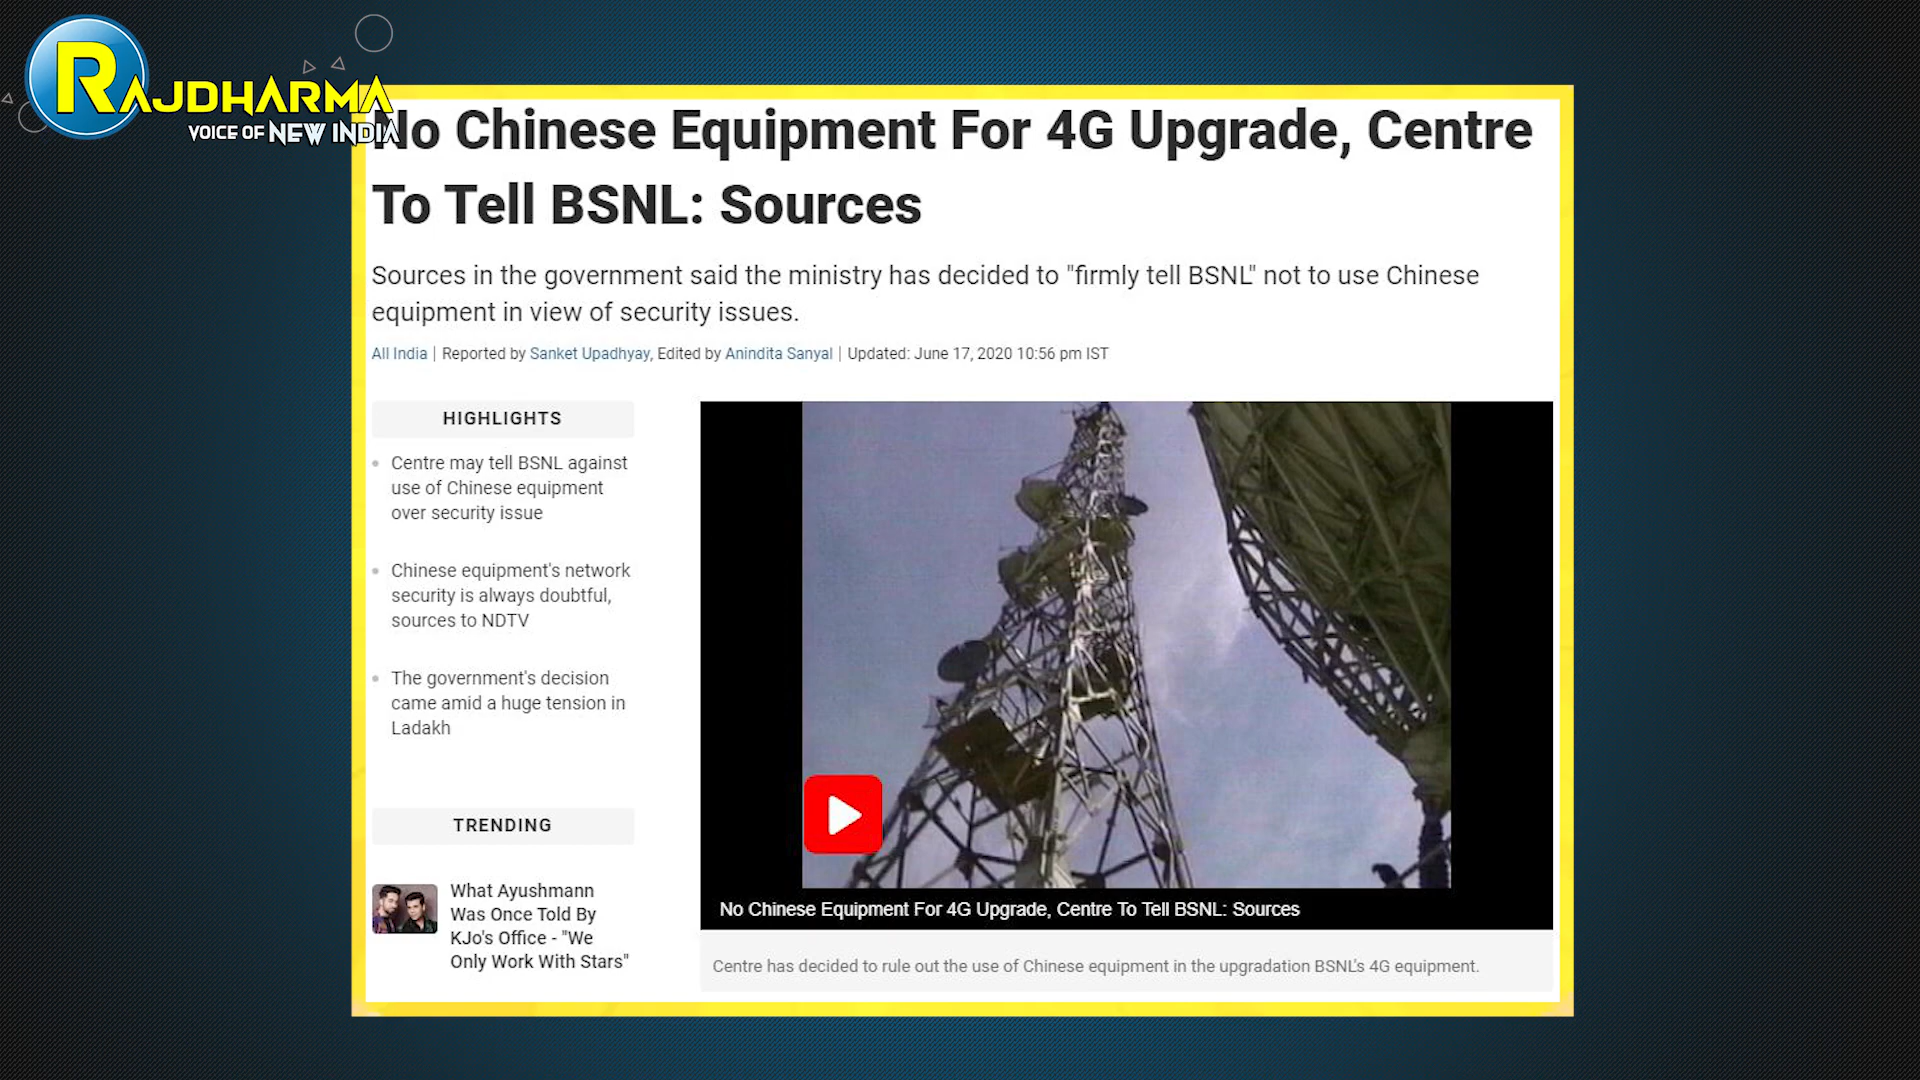 RAJDHARMA
VOICE OF NEW INDIA
No Chinese Equipment For 4G Upgrade, Centre
To Tell BSNL: Sources
Sources in the government said the ministry has decided to "firmly tell BSNL" not to use Chinese
equipment in view of security issues.
All India | Reported by Sanket Upadhyay, Edited by Anindita Sanyal | Updated: June 17, 2020 10:56 pm IST
HIGHLIGHTS
Centre may tell BSNL against
use of Chinese equipment
over security issue
Chinese equipment's network
security is always doubtful,
sources to NDTV
The government's decision
came amid a huge tension in
Ladakh
TRENDING
What Ayushmann
Was Once Told By
KJo's Office - "We
Only Work With Stars"
No Chinese Equipment For 4G Upgrade, Centre To Tell BSNL: Sources
Centre has decided to rule out the use of Chinese equipment in the upgradation BSNL's 4G equipment.